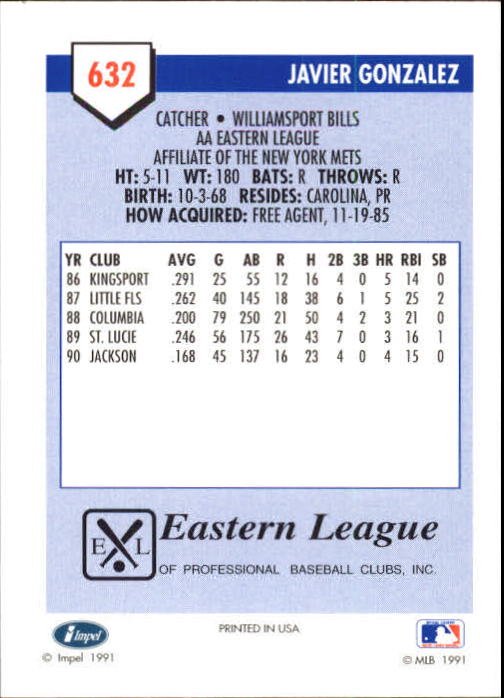 632
JAVIER GONZALEZ
CATCHER • WILLIAMSPORT BILLS
AA EASTERN LEAGUE
AFFILIATE OF THE NEW YORK METS
HT: 5-11 WT: 180 BATS: R THROWS: R
BIRTH: 10-3-68 RESIDES: CAROLINA, PR
HOW ACQUIRED: FREE AGENT, 11-19-85
YR CLUB AVG G AB R H 2B 3B HR RBI SB
86 KINGSPORT .291 25 55 12 16 4 0 5 14 0
87 LITTLE FLS .262 40 145 18 38 6 1 5 25 2
88 COLUMBIA .200 79 250 21 50 4 2 3 21 0
89 ST. LUCIE .246 56 175 26 43 7 0 3 16 1
90 JACKSON .168 45 137 16 23 4 0 4 15 0
E L
Eastern League
OF PROFESSIONAL BASEBALL CLUBS, INC.
Impel
PRINTED IN USA
© Impel 1991
© MLB 1991